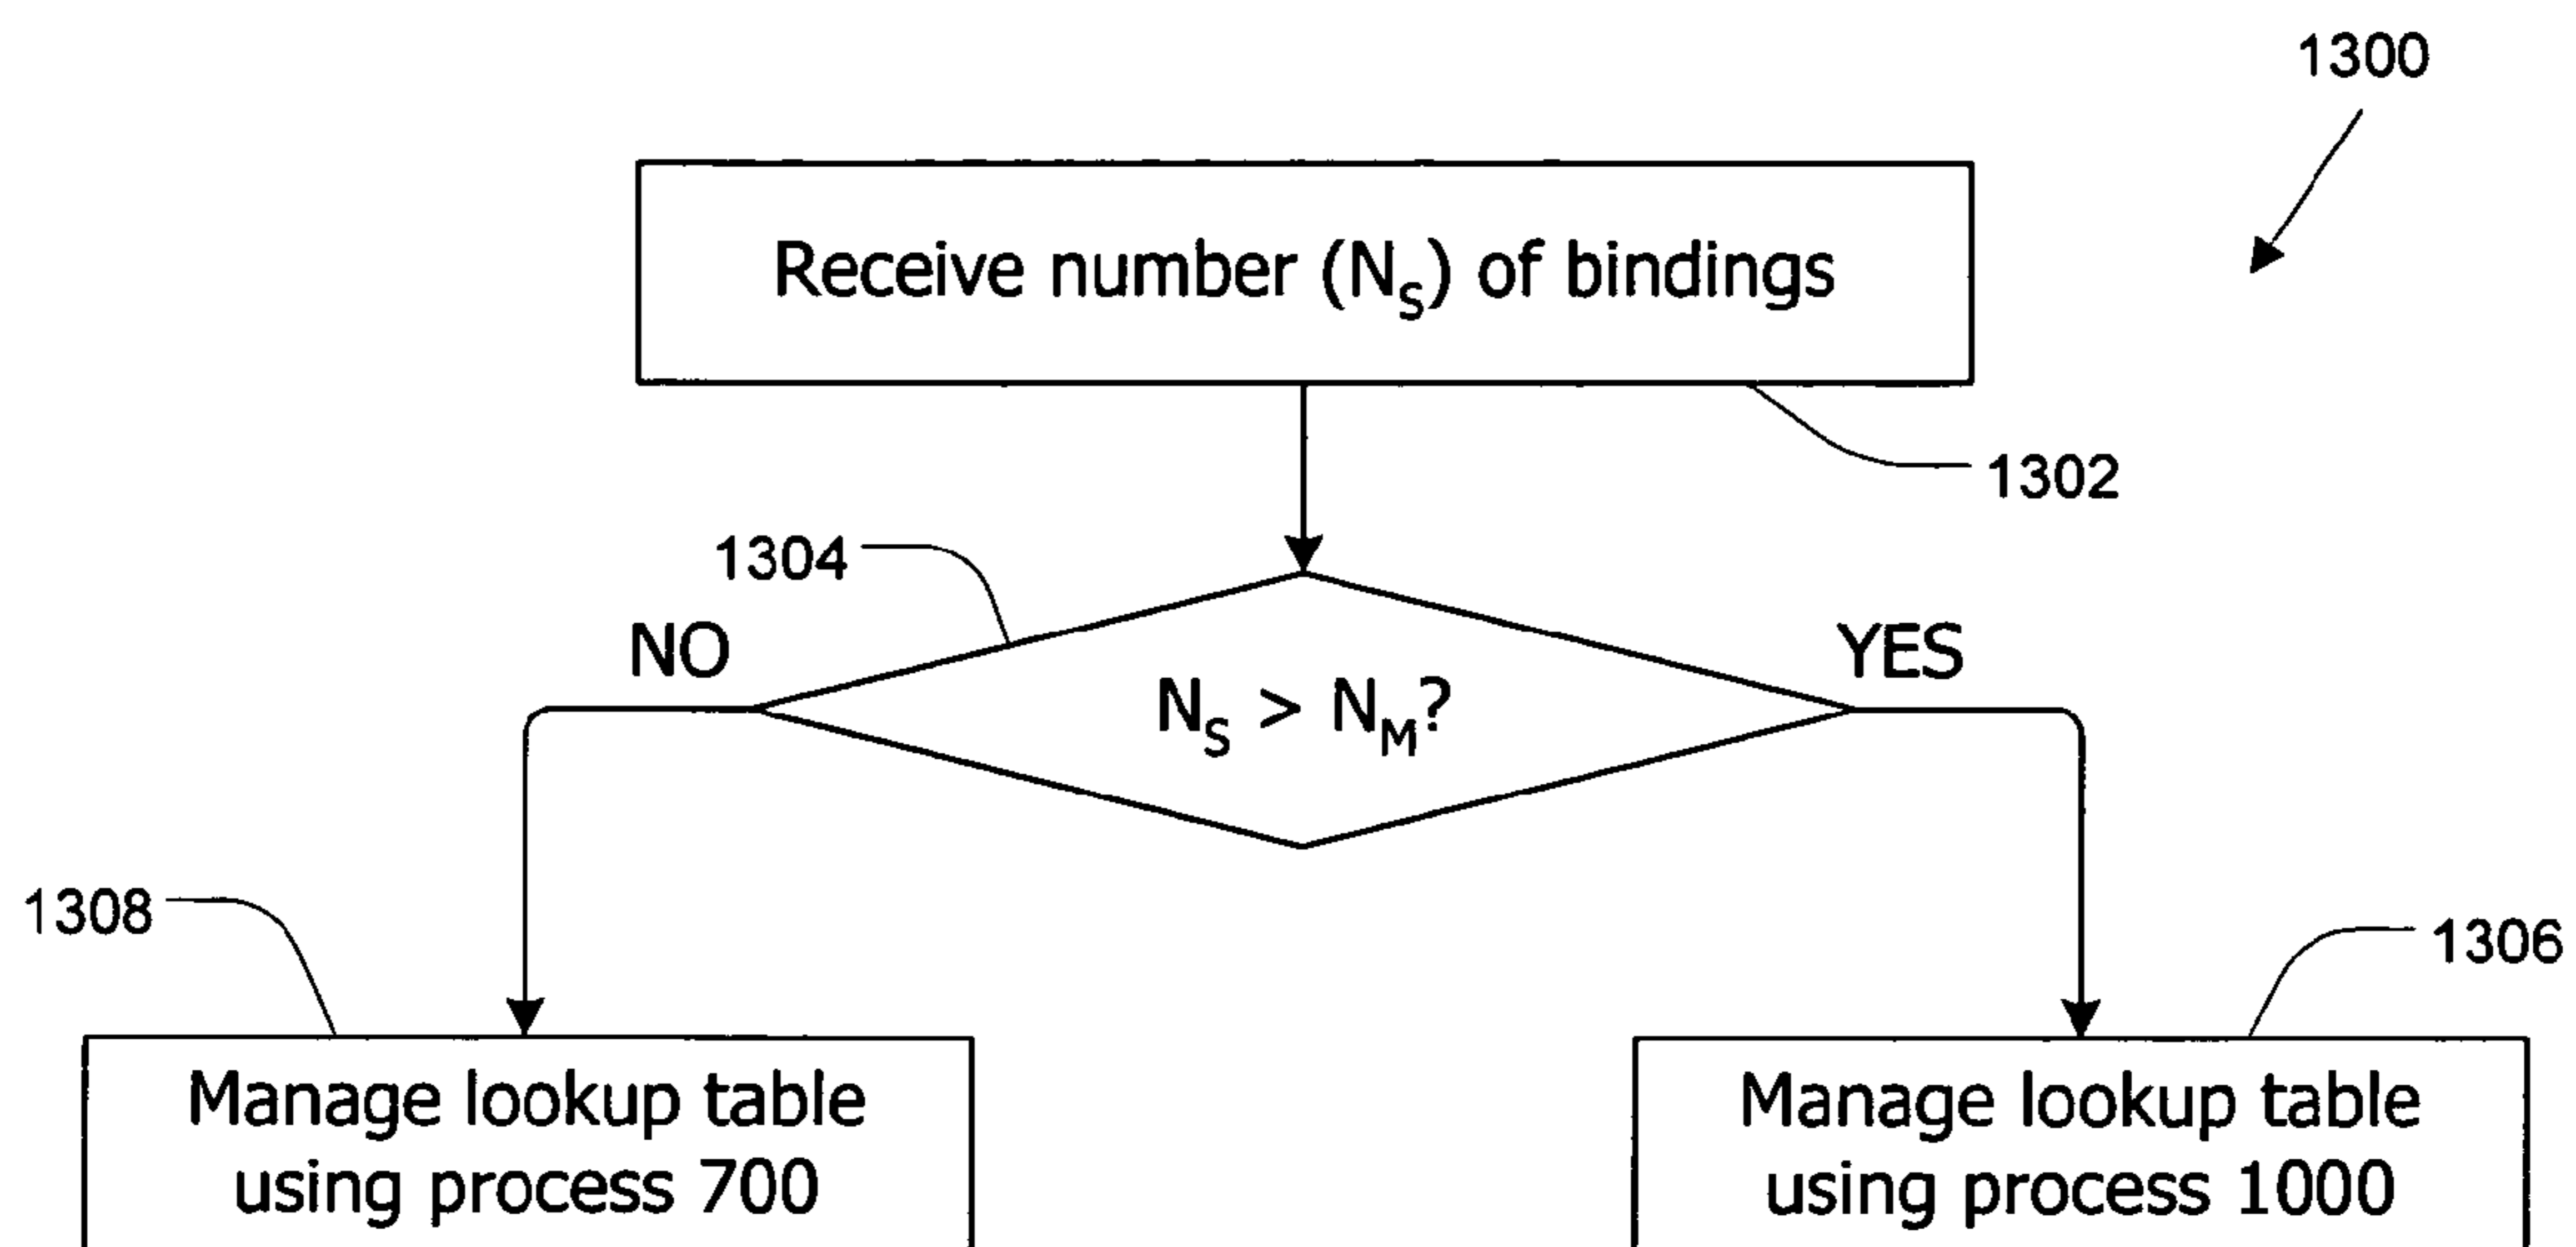 1300
Receive number (N_S) of bindings
1302
1304
NO
YES
N_S > N_M?
1308
1306
Manage lookup table
using process 700
Manage lookup table
using process 1000